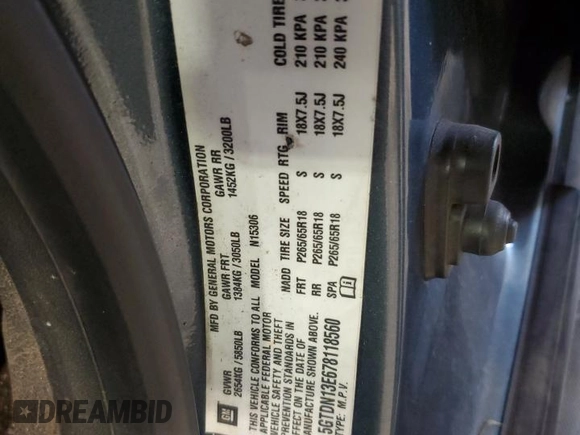 MFD BY GENERAL MOTORS CORPORATION
GVWR GAWR FRT GAWR RR
2654KG / 5850LB 1384KG / 3050LB 1452KG / 3200LB
THIS VEHICLE CONFORMS TO ALL
APPLICABLE FEDERAL MOTOR
VEHICLE SAFETY AND THEFT
PREVENTION STANDARDS IN
EFFECT ON THE DATE OF
MANUFACTURE SHOWN ABOVE.
5GTDN13E678118560
TYPE: M.P.V.
MODEL N15306
NADD TIRE SIZE SPEED RTG RIM COLD TIRE
FRT P265/65R18 S 18X7.5J 210 KPA
RR P265/65R18 S 18X7.5J 210 KPA
SPA P265/65R18 S 18X7.5J 240 KPA
GM
DREAMBID